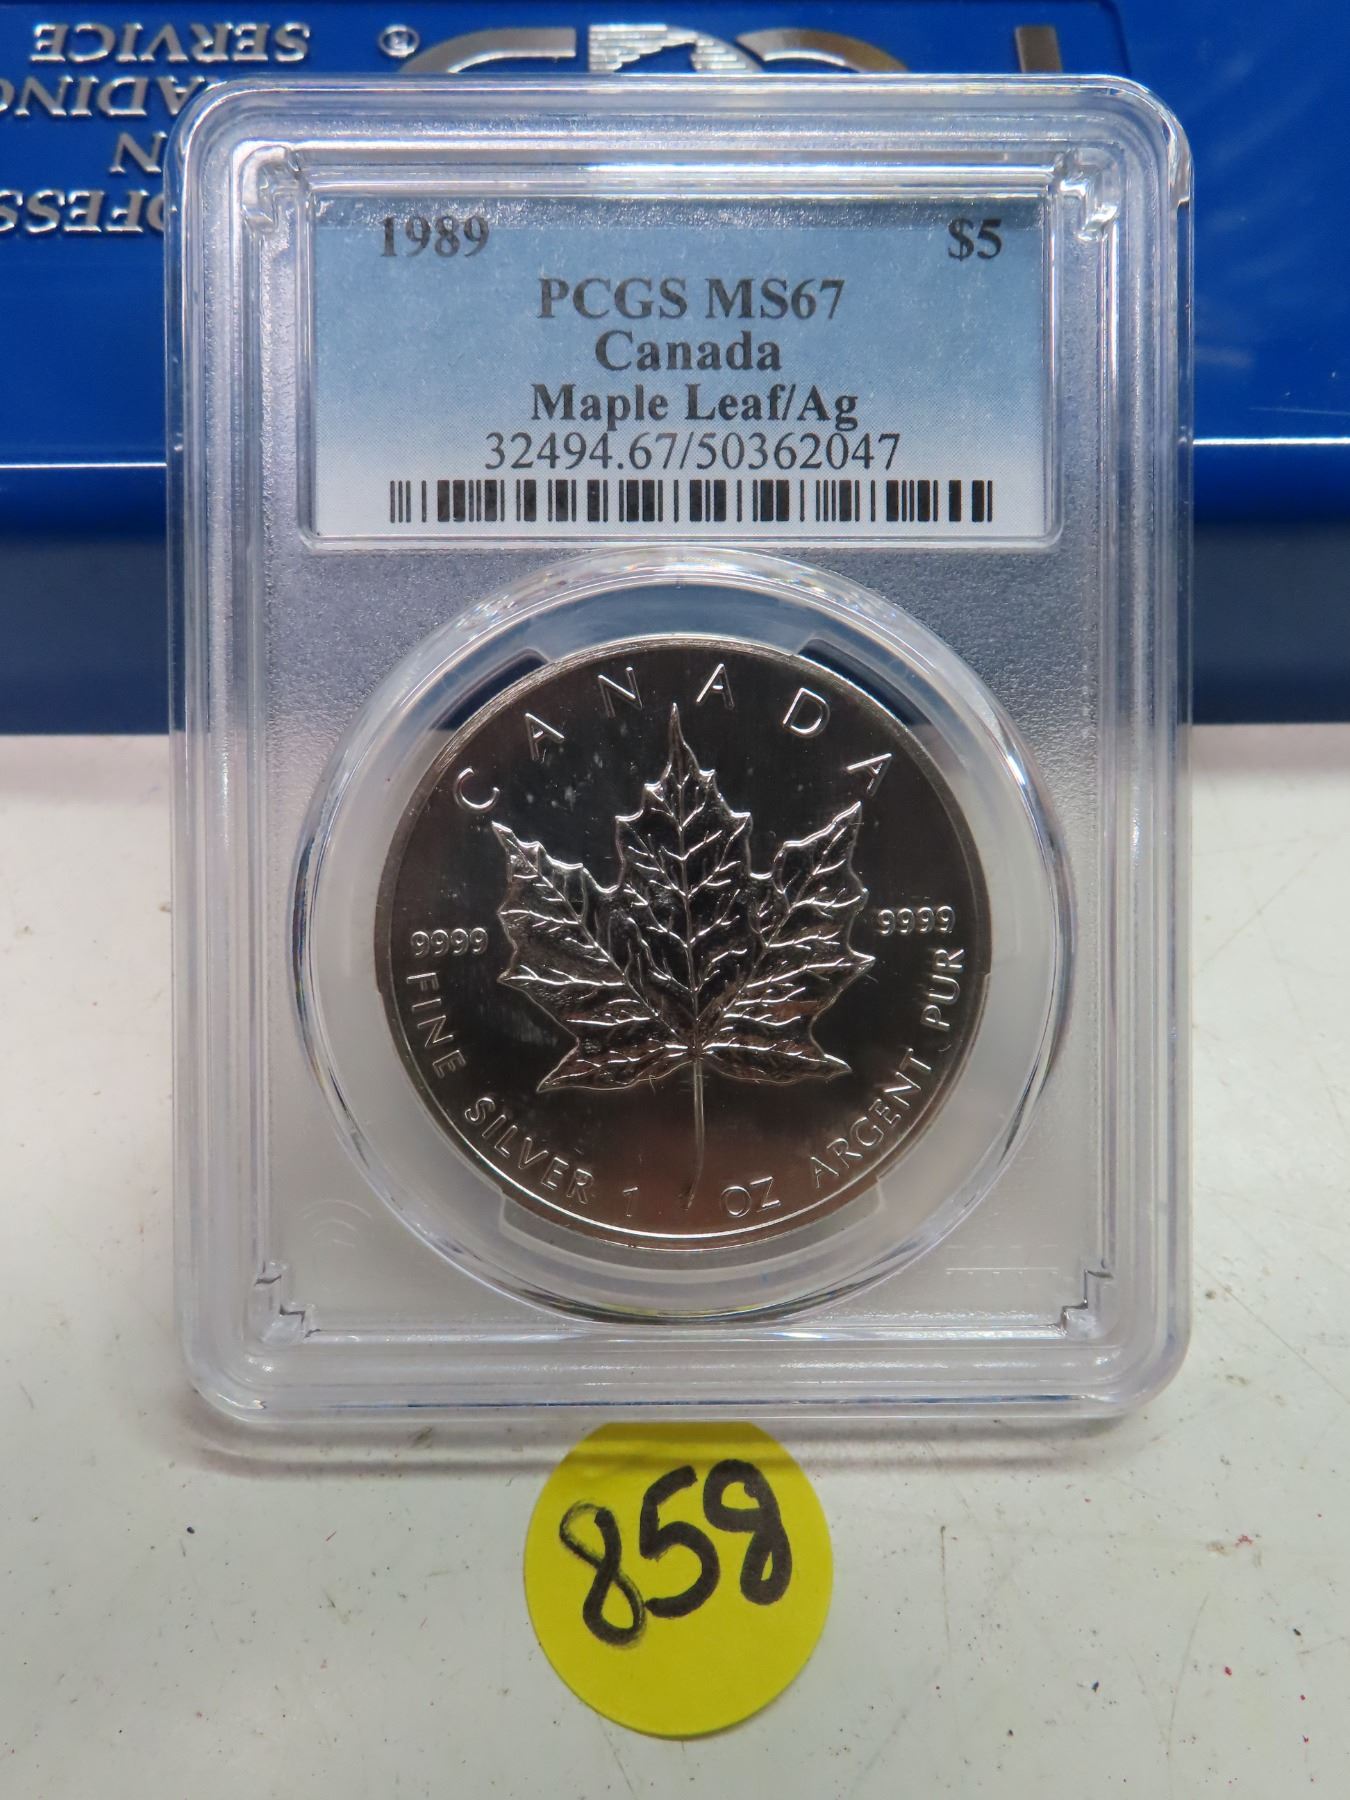 SERVICE
®
1989 $5
PCGS MS67
Canada
Maple Leaf/Ag
32494.67/50362047
CANADA
9999 9999
FINE SILVER 1 OZ ARGENT PUR
859